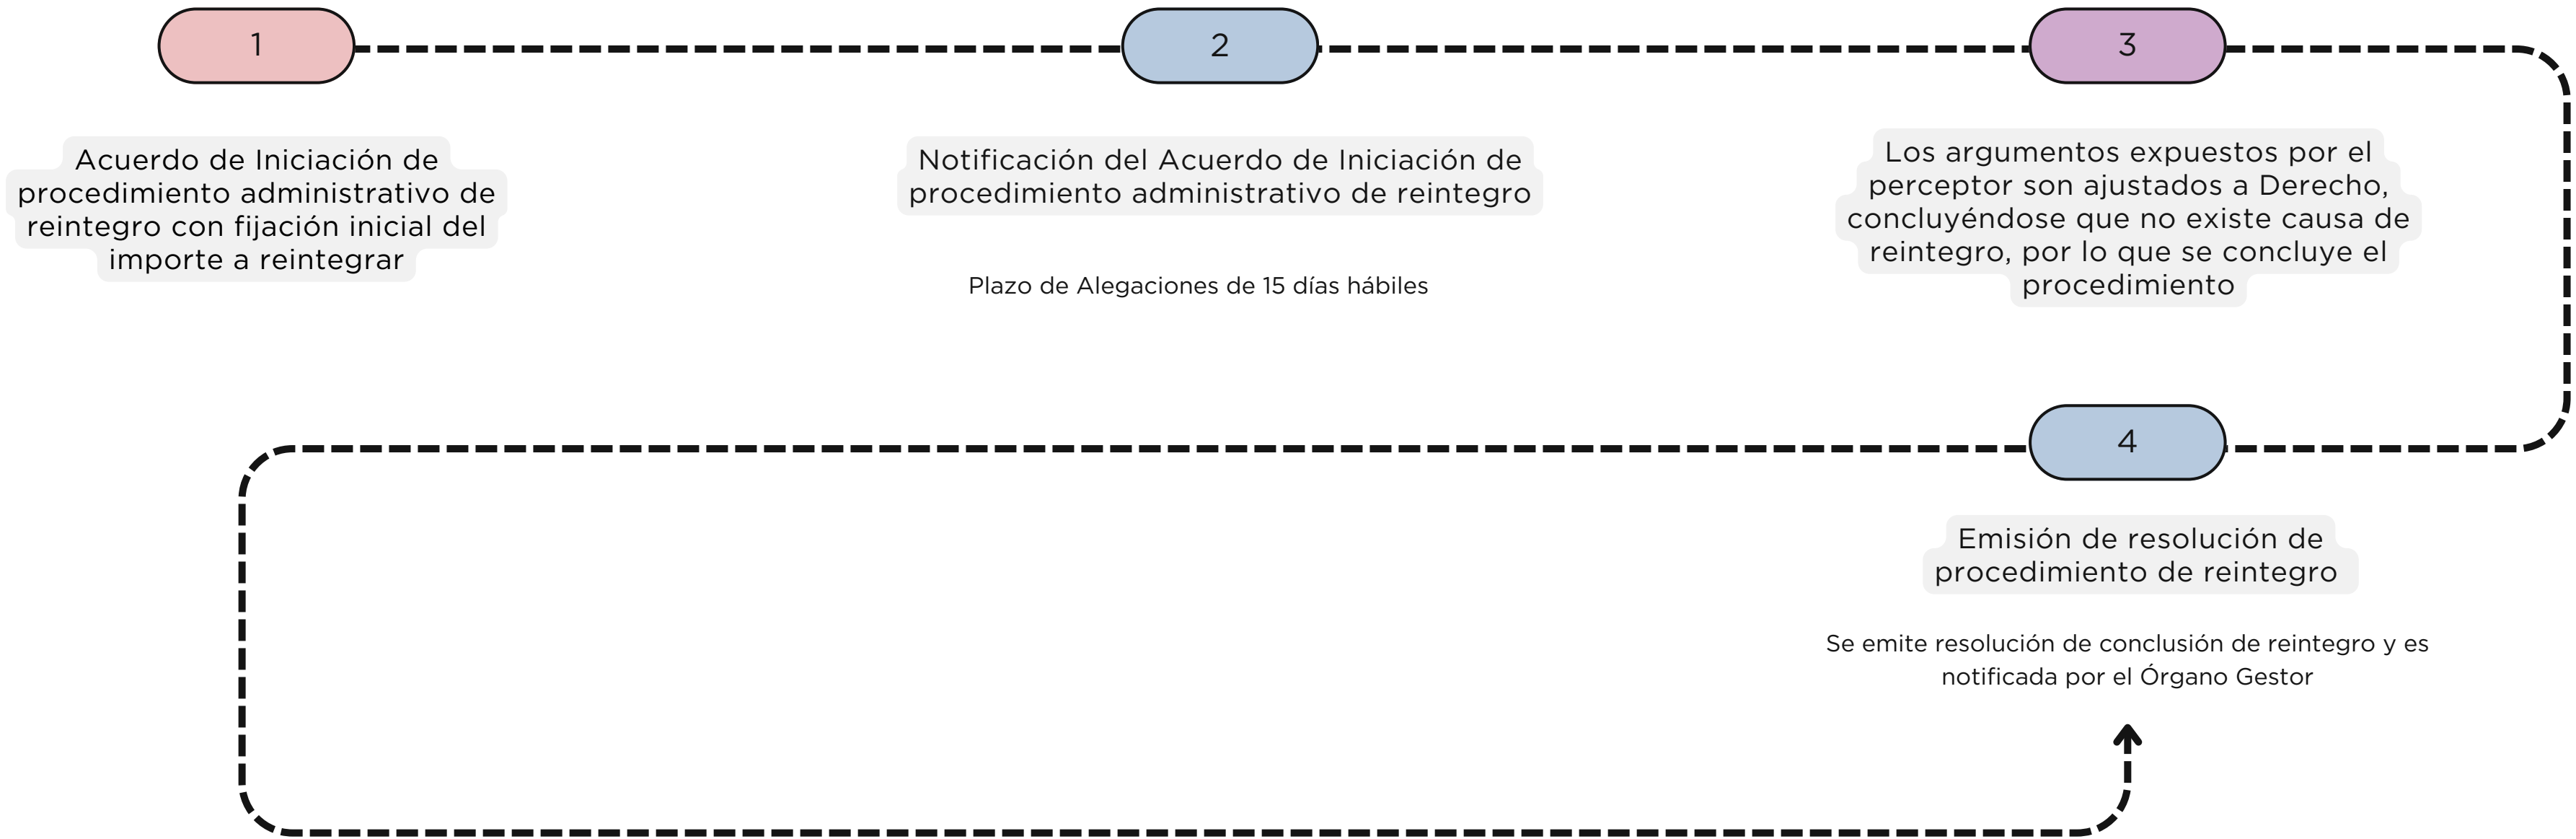 1
2
3
Acuerdo de Iniciación de
procedimiento administrativo de
reintegro con fijación inicial del
importe a reintegrar
Notificación del Acuerdo de Iniciación de
procedimiento administrativo de reintegro
Plazo de Alegaciones de 15 días hábiles
Los argumentos expuestos por el
perceptor son ajustados a Derecho,
concluyéndose que no existe causa de
reintegro, por lo que se concluye el
procedimiento
4
Emisión de resolución de
procedimiento de reintegro
Se emite resolución de conclusión de reintegro y es
notificada por el Órgano Gestor